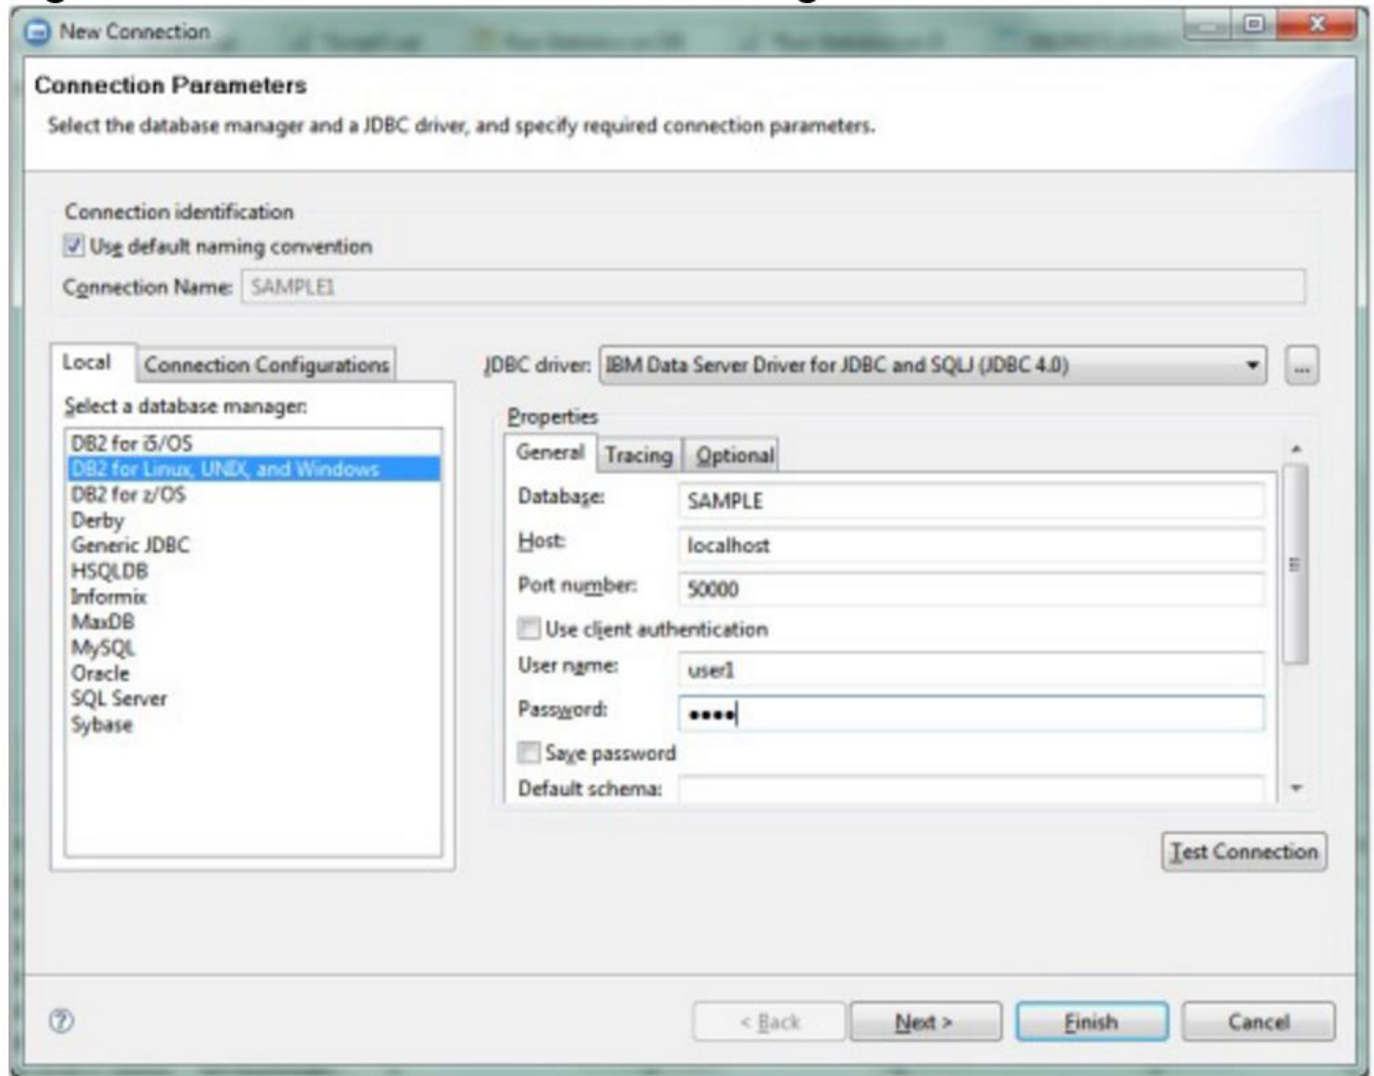 New Connection
Connection Parameters
Select the database manager and a JDBC driver, and specify required connection parameters.
Connection identification
Use default naming convention
Connection Name: SAMPLE1
Local
Connection Configurations
Select a database manager:
DB2 for i5/OS
DB2 for Linux, UNIX, and Windows
DB2 for z/OS
Derby
Generic JDBC
HSQLDB
Informix
MaxDB
MySQL
Oracle
SQL Server
Sybase
JDBC driver: IBM Data Server Driver for JDBC and SQLJ (JDBC 4.0) ...
Properties
General Tracing Optional
Database: SAMPLE
Host: localhost
Port number: 50000
Use client authentication
User name: user1
Password: ••••
Save password
Default schema:
Test Connection
< Back Next > Finish Cancel